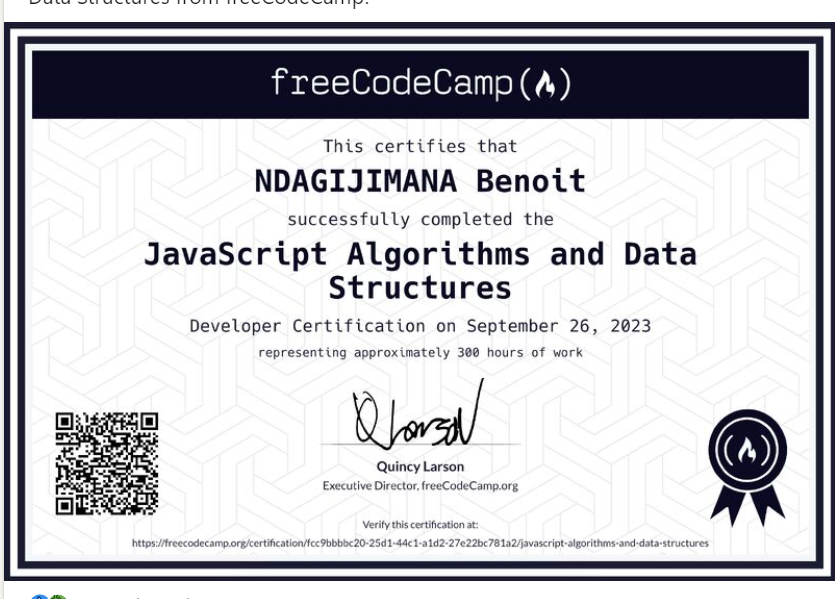 Data Structures from freeCodeCamp.
freeCodeCamp(🔥)
This certifies that
NDAGIJIMANA Benoit
successfully completed the
JavaScript Algorithms and Data
Structures
Developer Certification on September 26, 2023
representing approximately 300 hours of work
Quincy Larson
Executive Director, freeCodeCamp.org
Verify this certification at:
https://freecodecamp.org/certification/fcc9bbbbc20-25d1-44c1-a1d2-27e22bc781a2/javascript-algorithms-and-data-structures